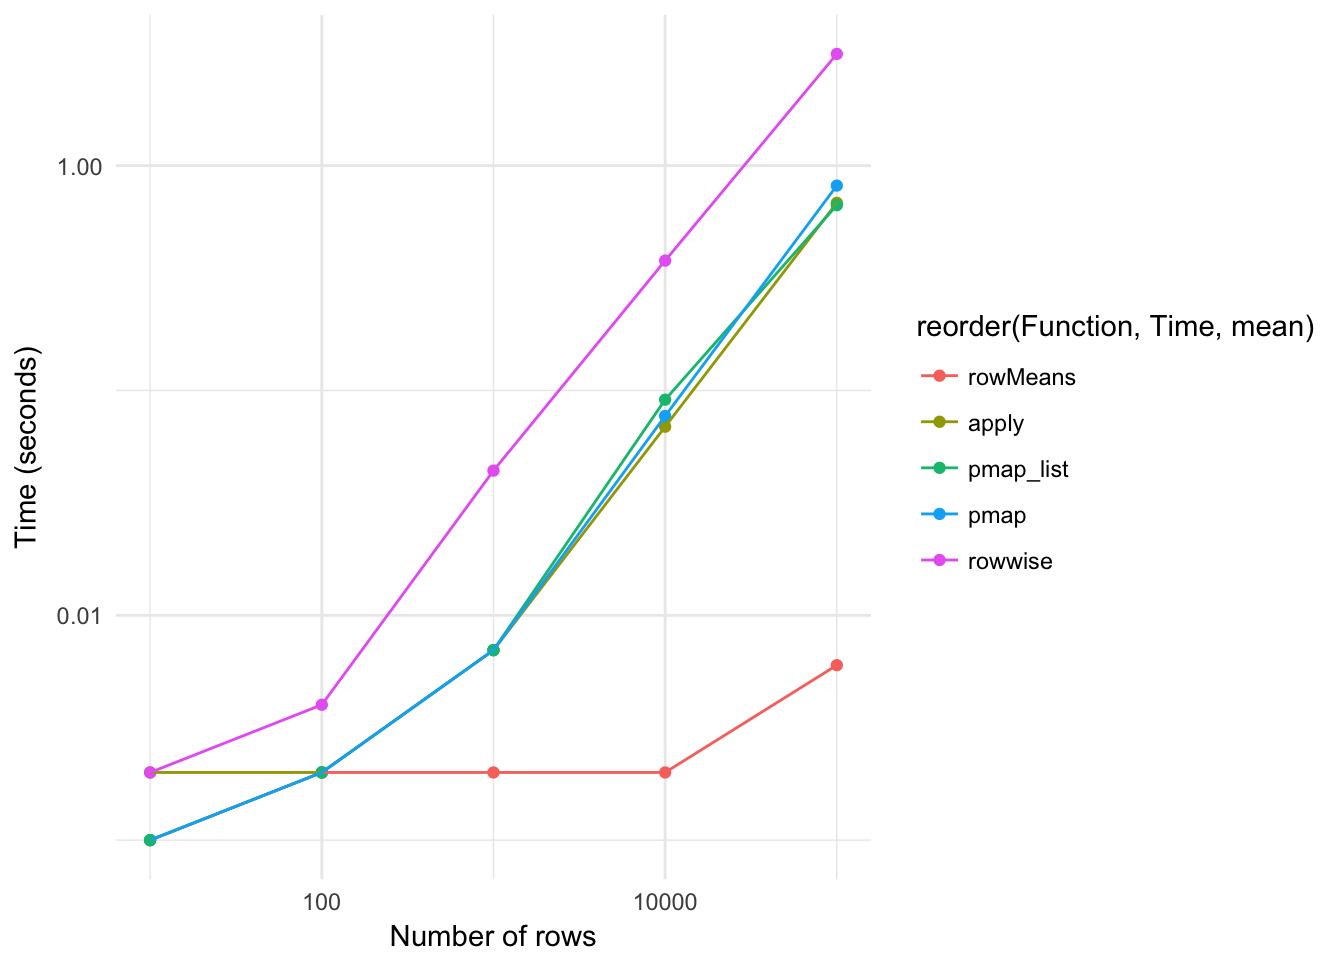 1.00
0.01
Time (seconds)
100
10000
Number of rows
reorder(Function, Time, mean)
rowMeans
apply
pmap_list
pmap
rowwise